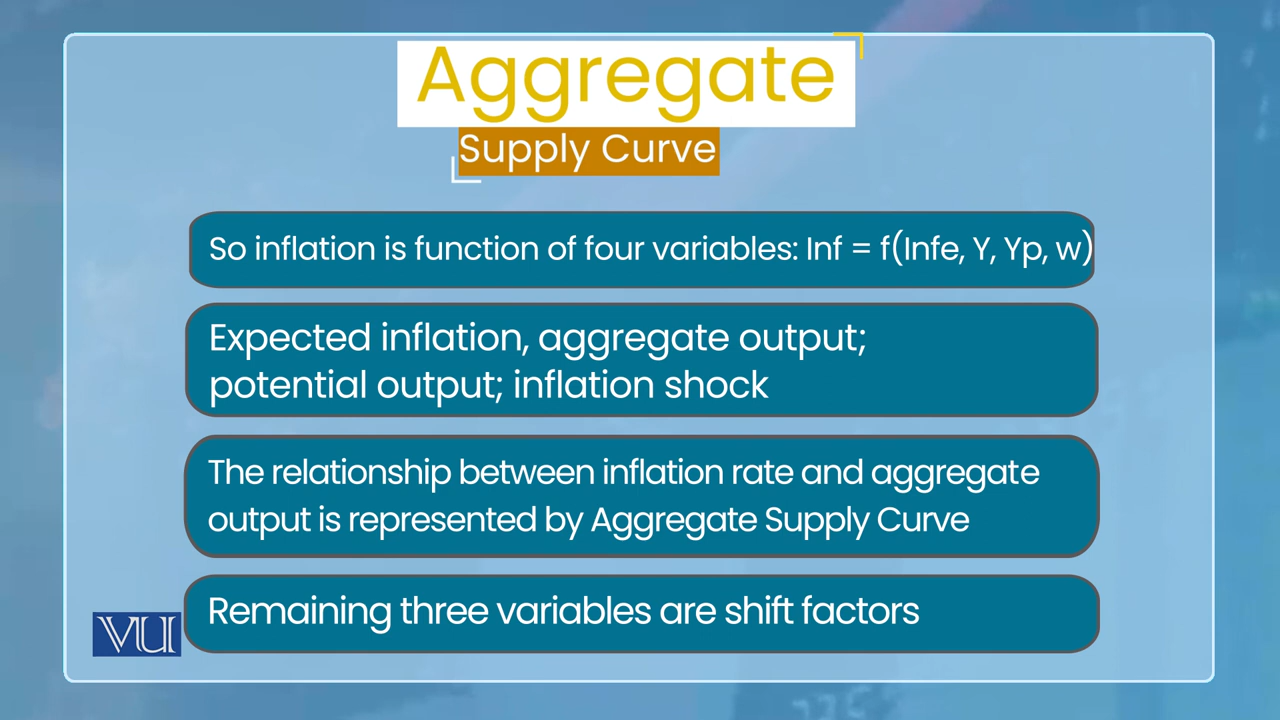 Aggregate
Supply Curve
So inflation is function of four variables: Inf = f(Infe, Y, Yp, w)
Expected inflation, aggregate output;
potential output; inflation shock
The relationship between inflation rate and aggregate
output is represented by Aggregate Supply Curve
Remaining three variables are shift factors
VU